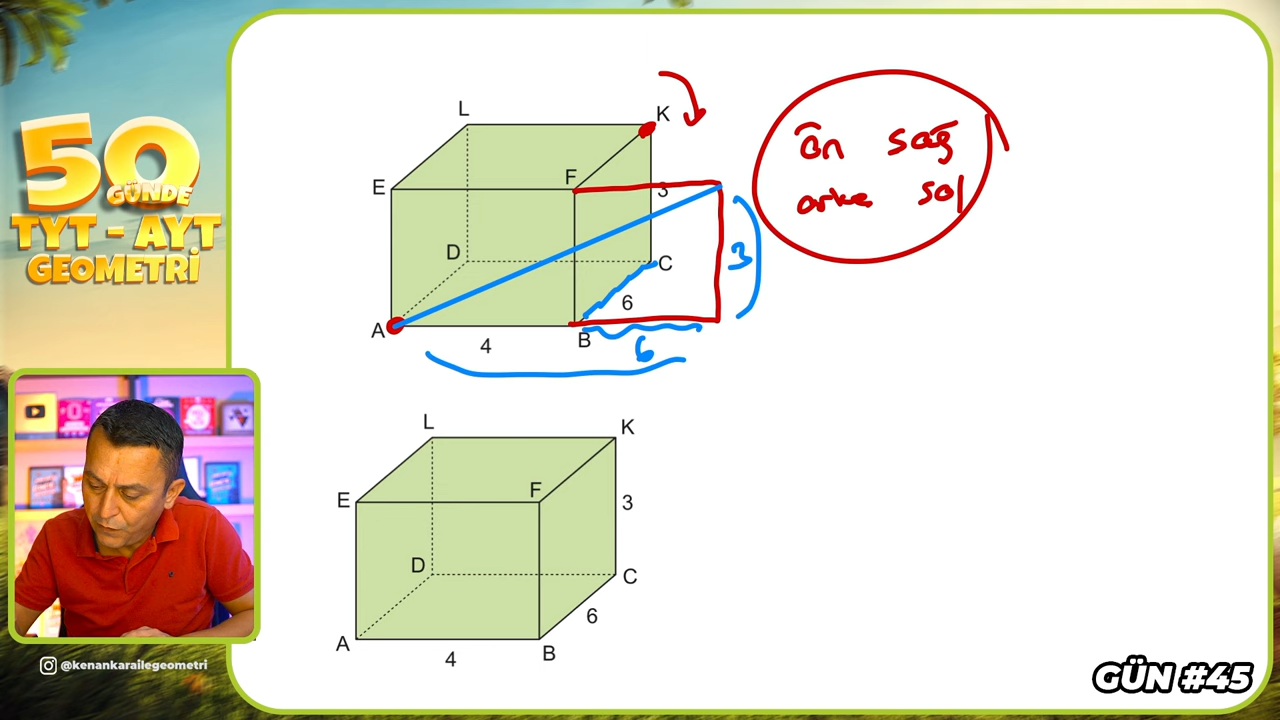 50
GÜNDE
TYT - AYT
GEOMETRİ
L
K
E
F
3
D
C
6
A
B
4
3
6
ön sağ
arka sol
L
K
E
F
3
D
C
6
A
B
4
@kenankarailegeometri
GÜN #45